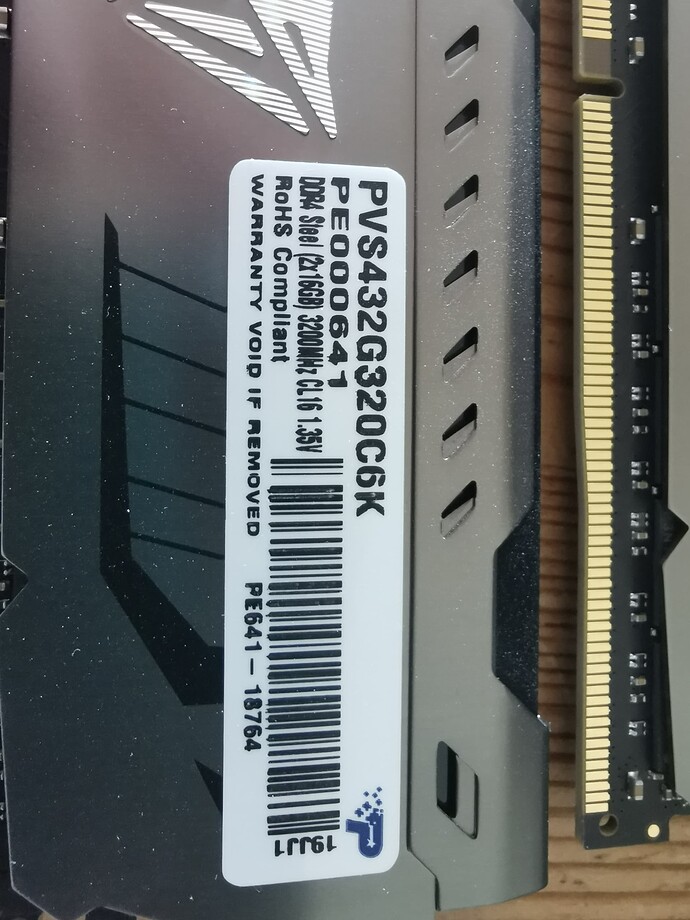 PVS432G320C6K
PE000641
DDR4 Steel (2x16GB) 3200MHz CL16 1.35V
RoHS Compliant
WARRANTY VOID IF REMOVED
PE641 - 18764
19JJ1